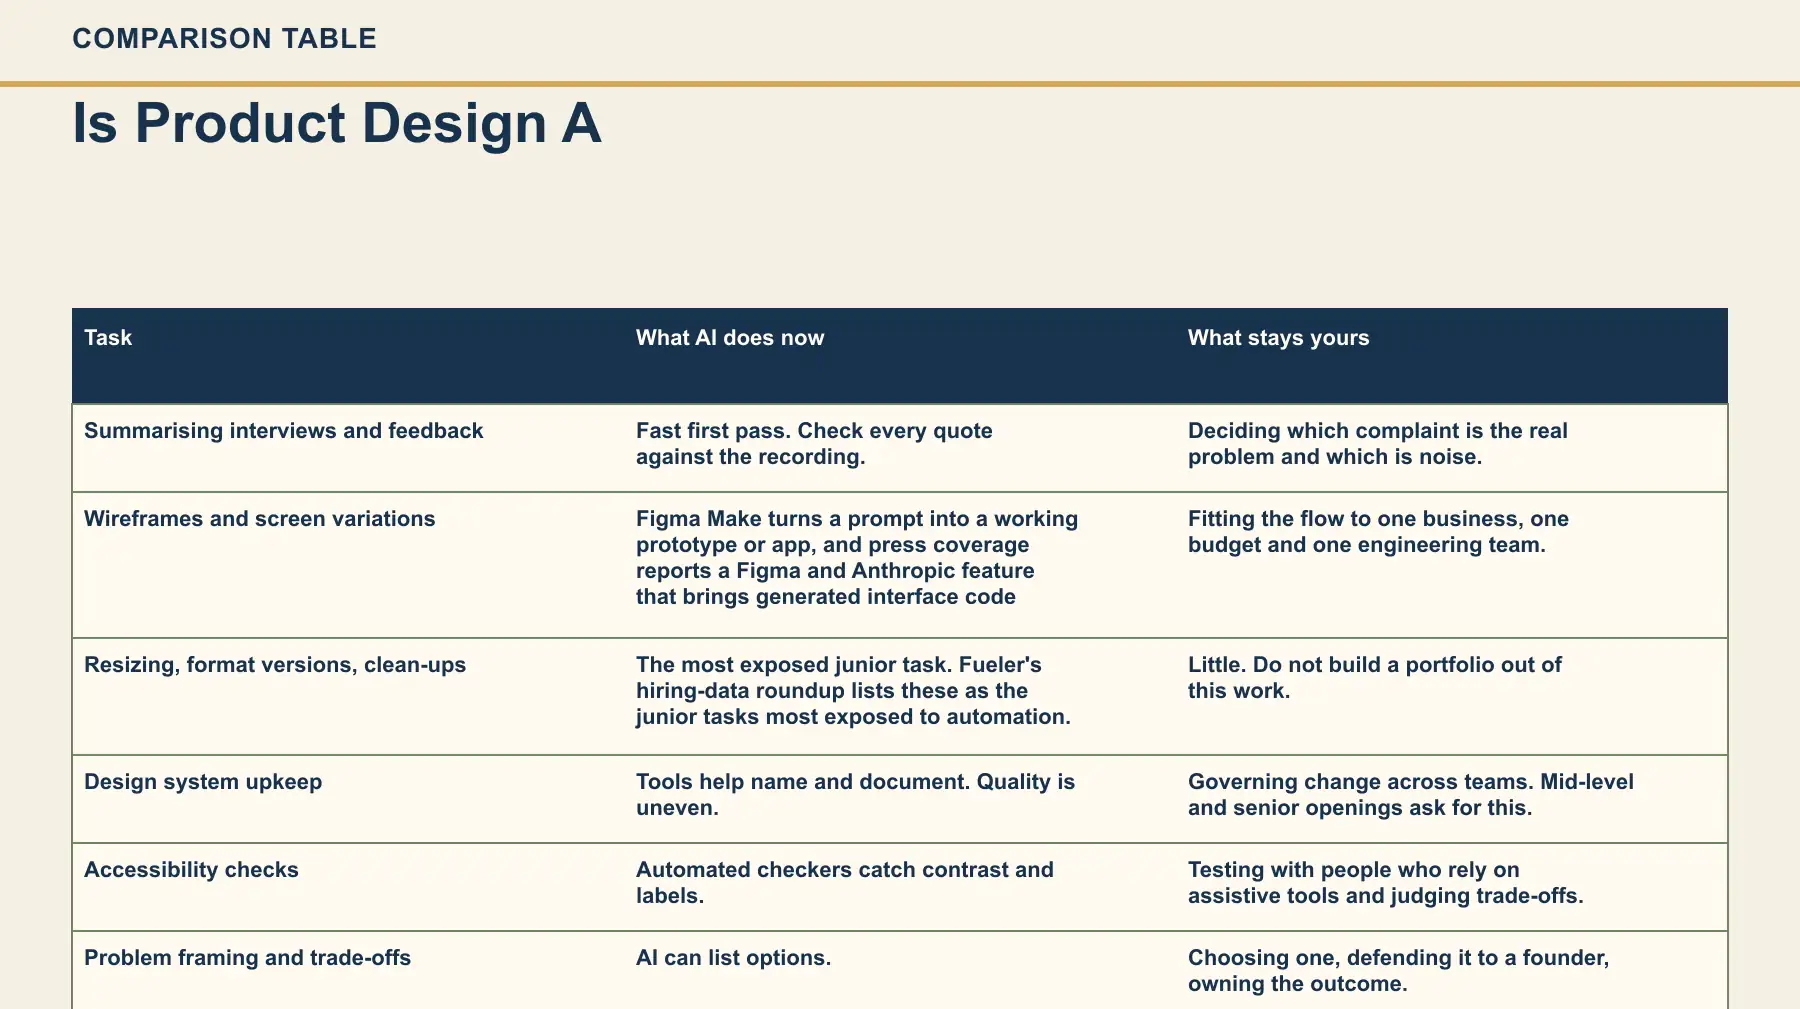 COMPARISON TABLE
Is Product Design A
Task
What AI does now
What stays yours
Summarising interviews and feedback
Fast first pass. Check every quote
against the recording.
Deciding which complaint is the real
problem and which is noise.
Wireframes and screen variations
Figma Make turns a prompt into a working
prototype or app, and press coverage
reports a Figma and Anthropic feature
that brings generated interface code
Fitting the flow to one business, one
budget and one engineering team.
Resizing, format versions, clean-ups
The most exposed junior task. Fueler's
hiring-data roundup lists these as the
junior tasks most exposed to automation.
Little. Do not build a portfolio out of
this work.
Design system upkeep
Tools help name and document. Quality is
uneven.
Governing change across teams. Mid-level
and senior openings ask for this.
Accessibility checks
Automated checkers catch contrast and
labels.
Testing with people who rely on
assistive tools and judging trade-offs.
Problem framing and trade-offs
AI can list options.
Choosing one, defending it to a founder,
owning the outcome.